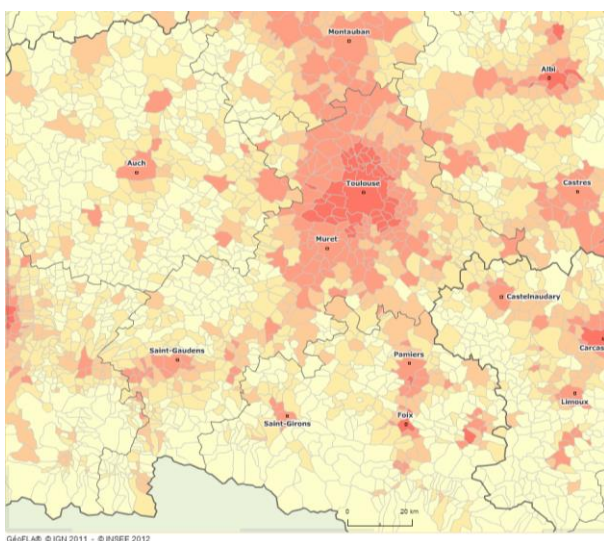 Montauban
Albi
Auch
Toulouse
Castres
Muret
Castelnaudary
Carcas
Saint-Gaudens
Pamiers
Limoux
Saint-Girons
Foix
0 20 km
GéoFLA® © IGN 2011 - © INSEE 2012